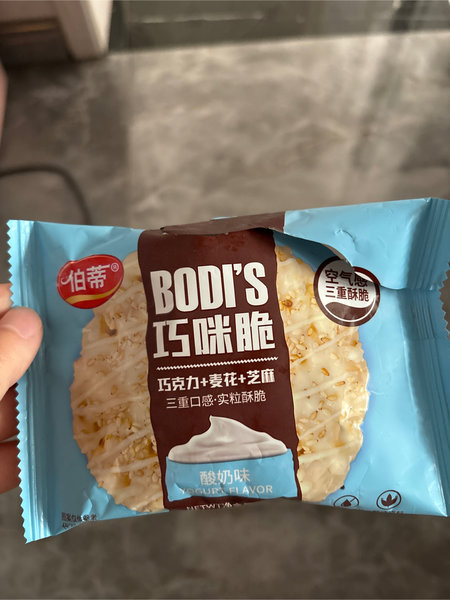 伯蒂®
BODI'S
巧咪脆
空气感
三重酥脆
巧克力+麦花+芝麻
三重口感·实粒酥脆
酸奶味
YOGURT FLAVOR